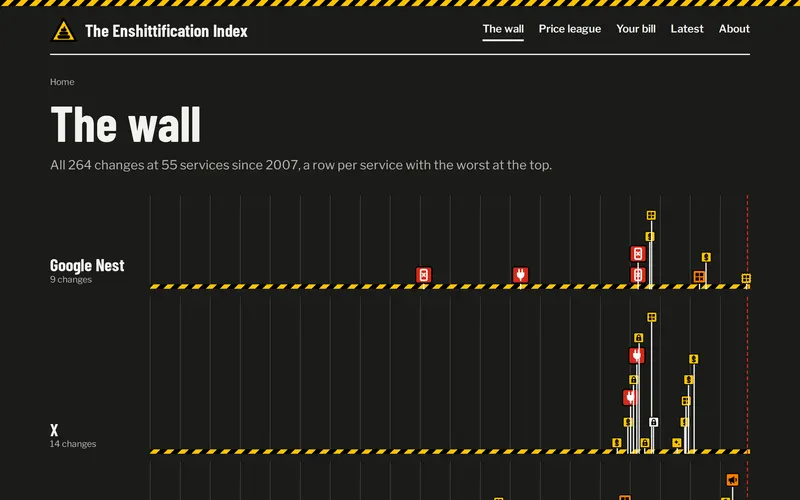 The Enshittification Index
The wall
Price league
Your bill
Latest
About
Home
The wall
All 264 changes at 55 services since 2007, a row per service with the worst at the top.
Google Nest
9 changes
X
14 changes